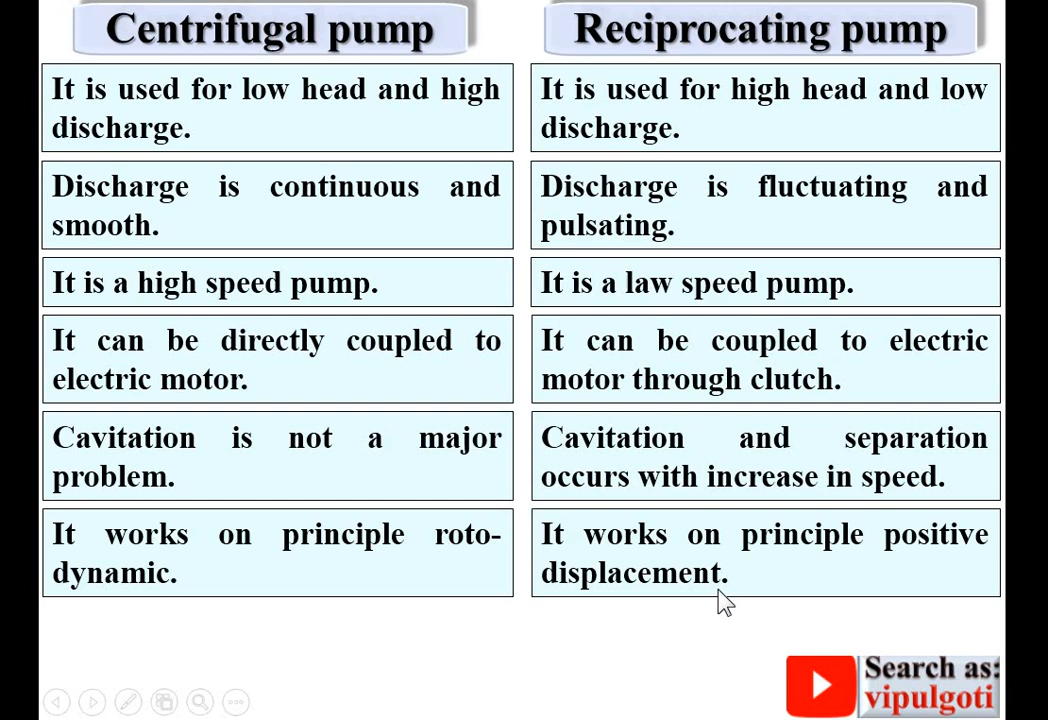 Centrifugal pump
It is used for low head and high
discharge.
Discharge is continuous and
smooth.
It is a high speed pump.
It can be directly coupled to
electric motor.
Cavitation is not a major
problem.
It works on principle roto-
dynamic.
Reciprocating pump
It is used for high head and low
discharge.
Discharge is fluctuating and
pulsating.
It is a law speed pump.
It can be coupled to electric
motor through clutch.
Cavitation and separation
occurs with increase in speed.
It works on principle positive
displacement.
Search as:
vipulgoti